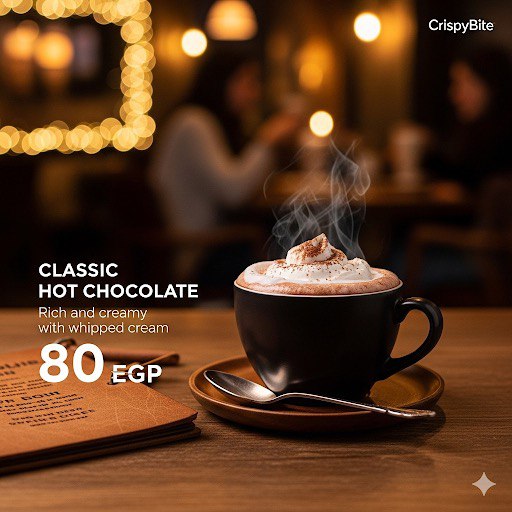 CrispyBite
CLASSIC
HOT CHOCOLATE
Rich and creamy
with whipped cream
80 EGP